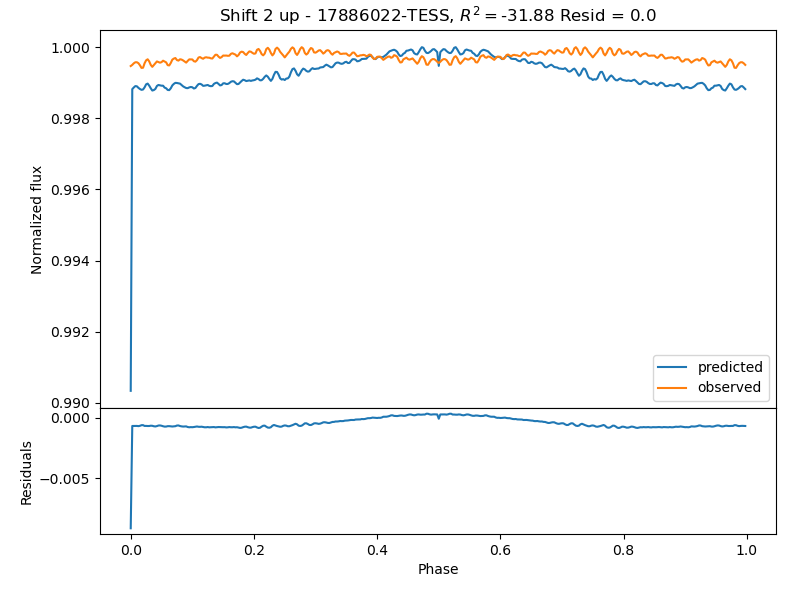 Shift 2 up - 17886022-TESS, $R^2$ = -31.88 Resid = 0.0
Normalized flux
1.000
0.998
0.996
0.994
0.992
0.990
predicted
observed
Residuals
0.000
−0.005
0.0
0.2
0.4
0.6
0.8
1.0
Phase